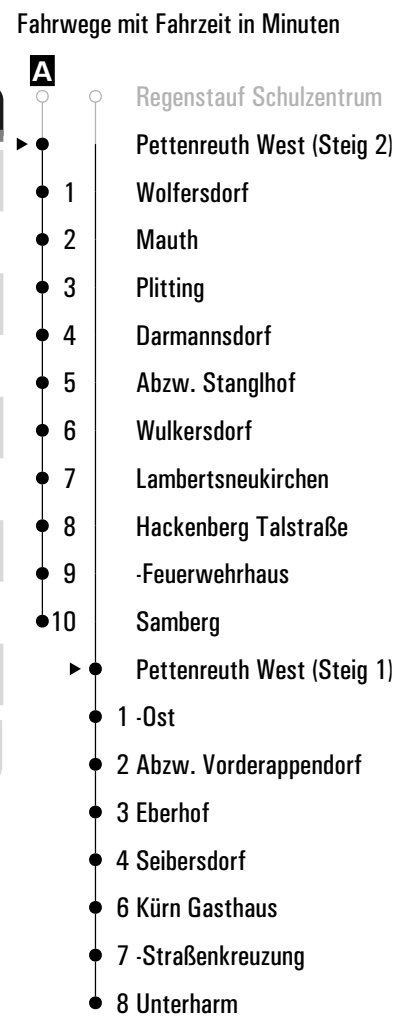 Fahrwege mit Fahrzeit in Minuten
A
Regenstauf Schulzentrum
Pettenreuth West (Steig 2)
1 Wolfersdorf
2 Mauth
3 Plitting
4 Darmannsdorf
5 Abzw. Stanglhof
6 Wulkersdorf
7 Lambertsneukirchen
8 Hackenberg Talstraße
9 -Feuerwehrhaus
10 Samberg
Pettenreuth West (Steig 1)
1 -Ost
2 Abzw. Vorderappendorf
3 Eberhof
4 Seibersdorf
6 Kürn Gasthaus
7 -Straßenkreuzung
8 Unterharm